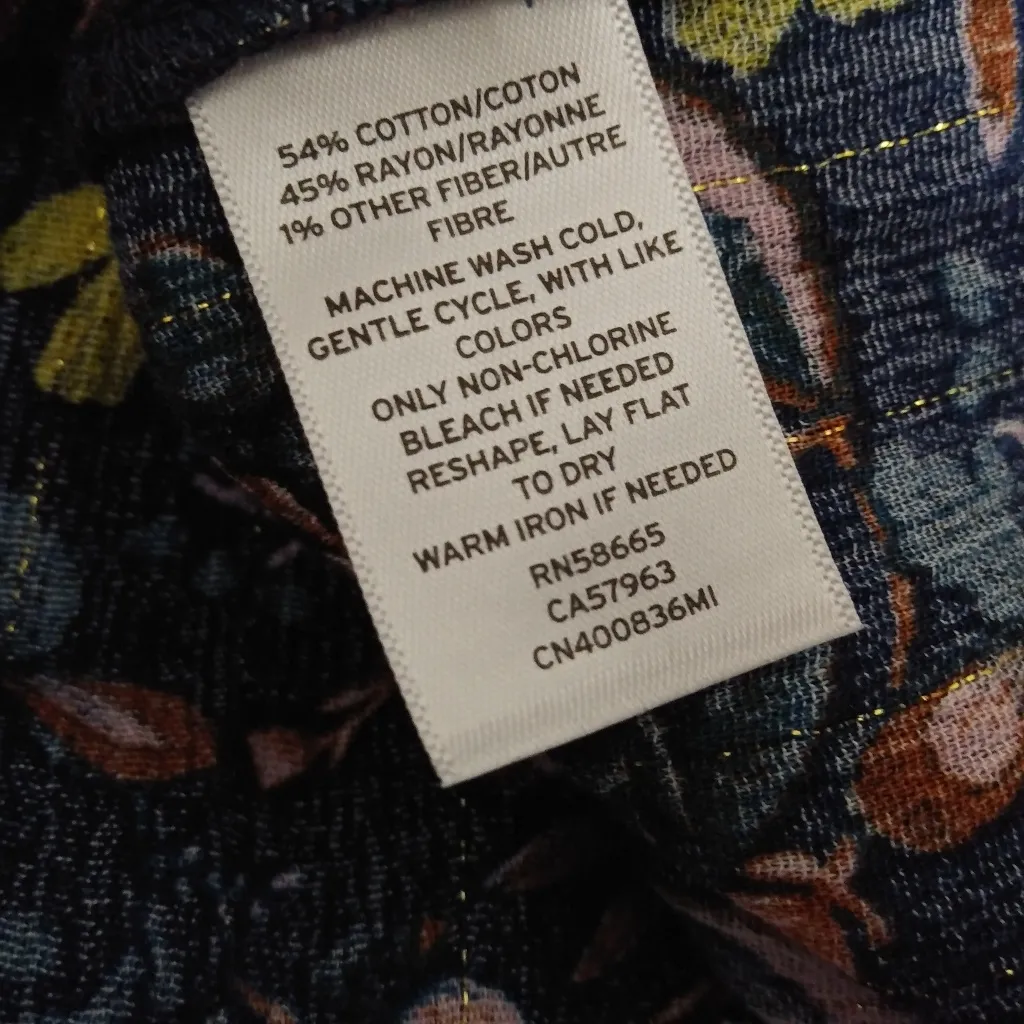 54% COTTON/COTON
45% RAYON/RAYONNE
1% OTHER FIBER/AUTRE
FIBRE
MACHINE WASH COLD,
GENTLE CYCLE, WITH LIKE
COLORS
ONLY NON-CHLORINE
BLEACH IF NEEDED
RESHAPE, LAY FLAT
TO DRY
WARM IRON IF NEEDED
RN58665
CA57963
CN400836MI